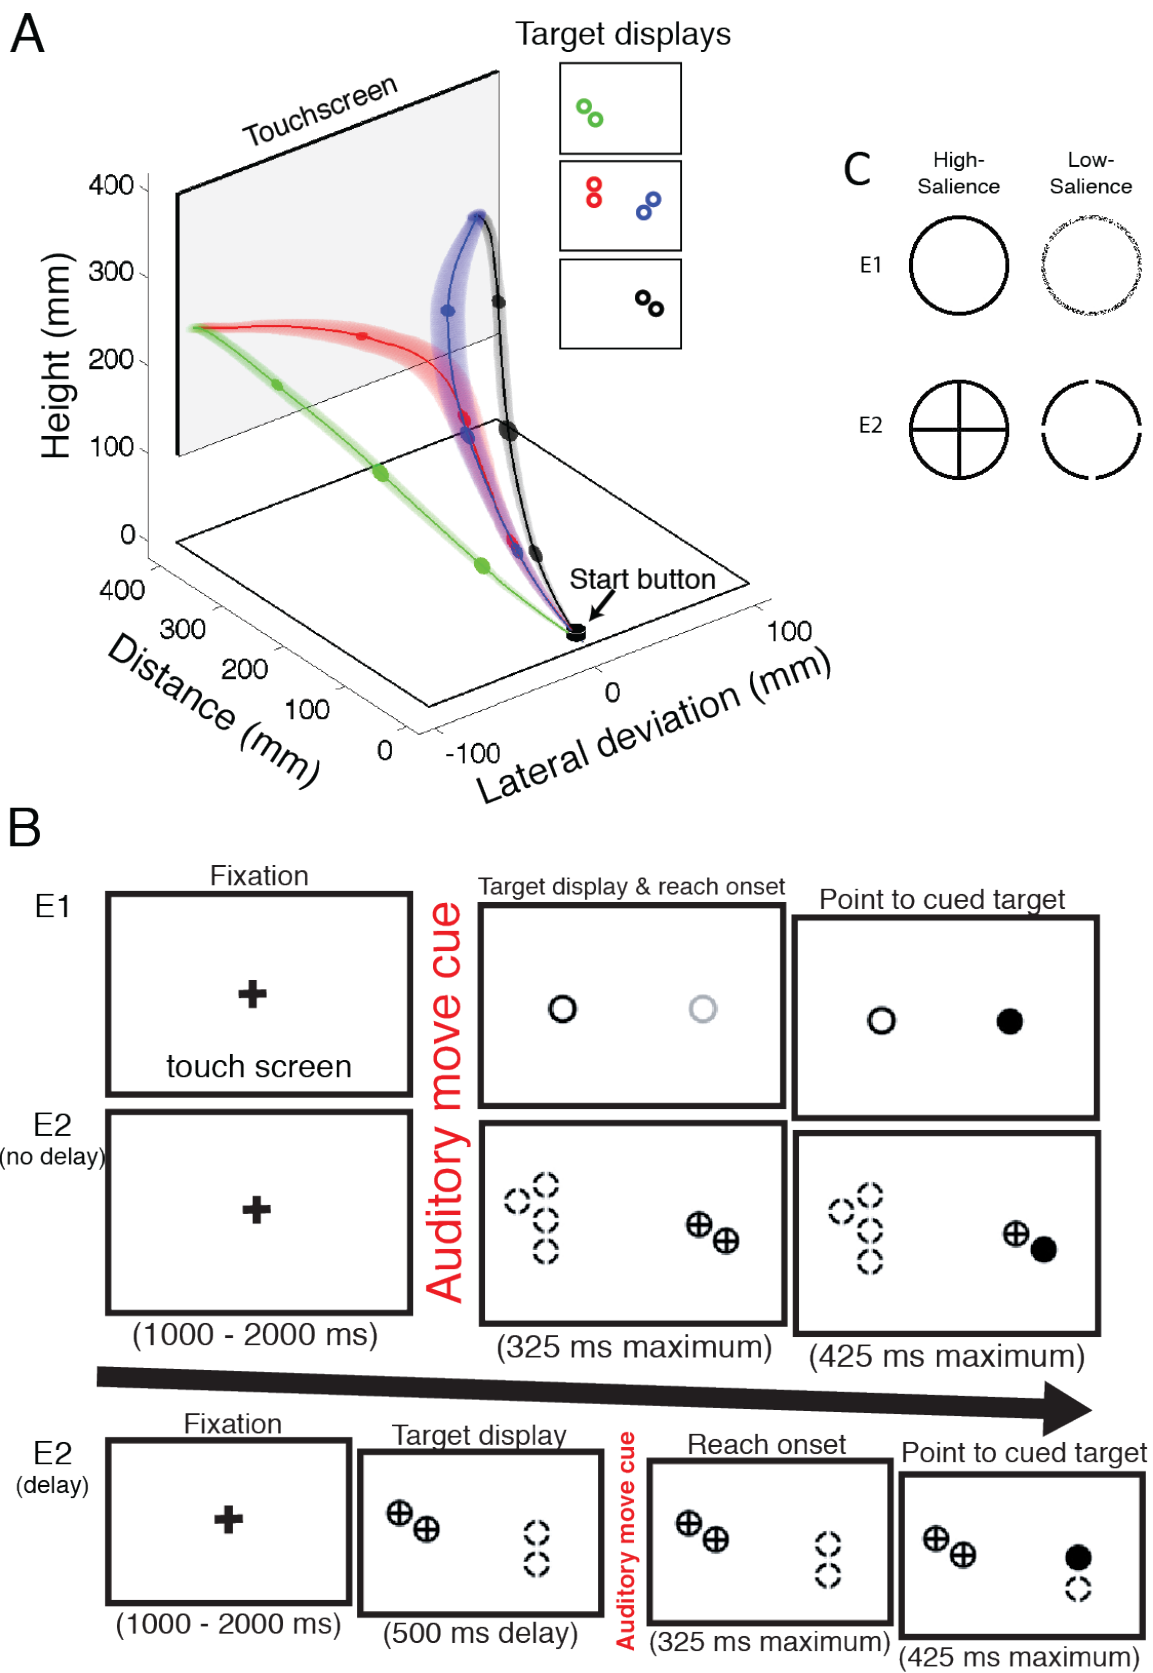 A
Target displays
Touchscreen
400
300
200
100
0
Height (mm)
400
300
200
100
0
Distance (mm)
-100
0
100
Lateral deviation (mm)
Start button
C
High-
Salience
Low-
Salience
E1
E2
B
E1
Fixation
touch screen
Auditory move cue
Target display & reach onset
Point to cued target
E2
(no delay)
(1000 - 2000 ms)
(325 ms maximum)
(425 ms maximum)
E2
(delay)
Fixation
(1000 - 2000 ms)
Target display
(500 ms delay)
Auditory move cue
Reach onset
(325 ms maximum)
Point to cued target
(425 ms maximum)